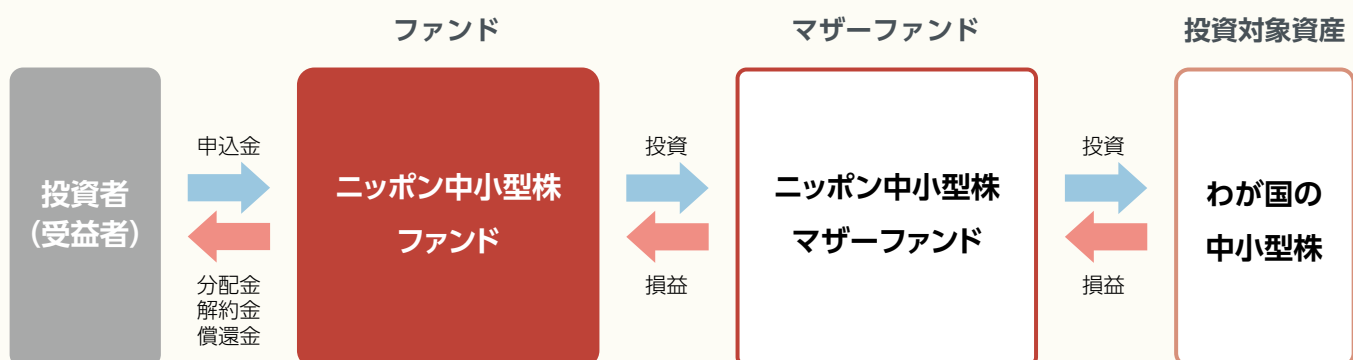 ファンド
マザーファンド
投資対象資産
投資者
(受益者)
申込金
分配金
解約金
償還金
ニッポン中小型株
ファンド
投資
損益
ニッポン中小型株
マザーファンド
投資
損益
わが国の
中小型株